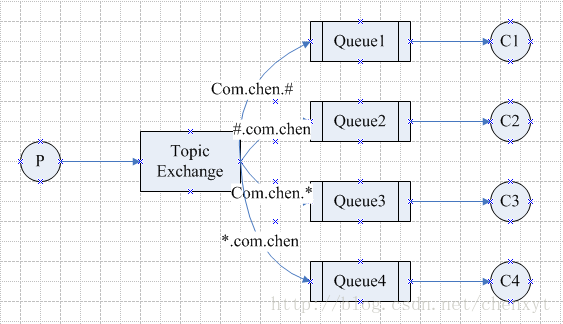 Queue1
C1
Com.chen.#
#.com.chen
Queue2
C2
P
Topic
Exchange
Com.chen.*
Queue3
C3
*.com.chen
Queue4
C4
http://blog.csdn.net/chenxyt